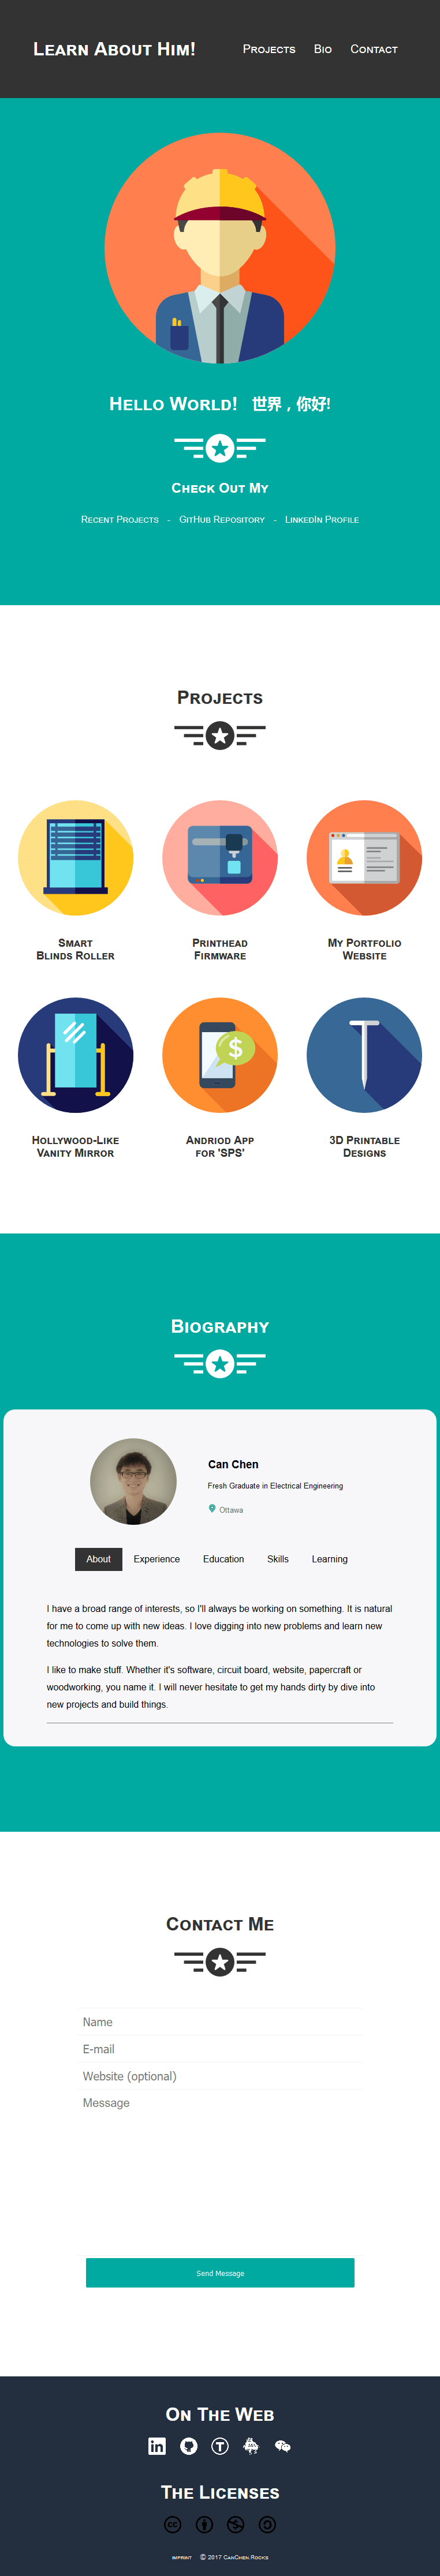 Learn About Him!
Projects Bio Contact
Hello World! 世界，你好!
Check Out My
Recent Projects - GitHub Repository - LinkedIn Profile
Projects
Smart
Blinds Roller
Printhead
Firmware
My Portfolio
Website
Hollywood-Like
Vanity Mirror
Andriod App
for 'SPS'
3D Printable
Designs
Biography
Can Chen
Fresh Graduate in Electrical Engineering
Ottawa
About Experience Education Skills Learning
I have a broad range of interests, so I'll always be working on something. It is natural
for me to come up with new ideas. I love digging into new problems and learn new
technologies to solve them.
I like to make stuff. Whether it's software, circuit board, website, papercraft or
woodworking, you name it. I will never hesitate to get my hands dirty by dive into
new projects and build things.
Contact Me
Name
E-mail
Website (optional)
Message
Send Message
On The Web
The Licenses
imprint © 2017 CanChen.Rocks